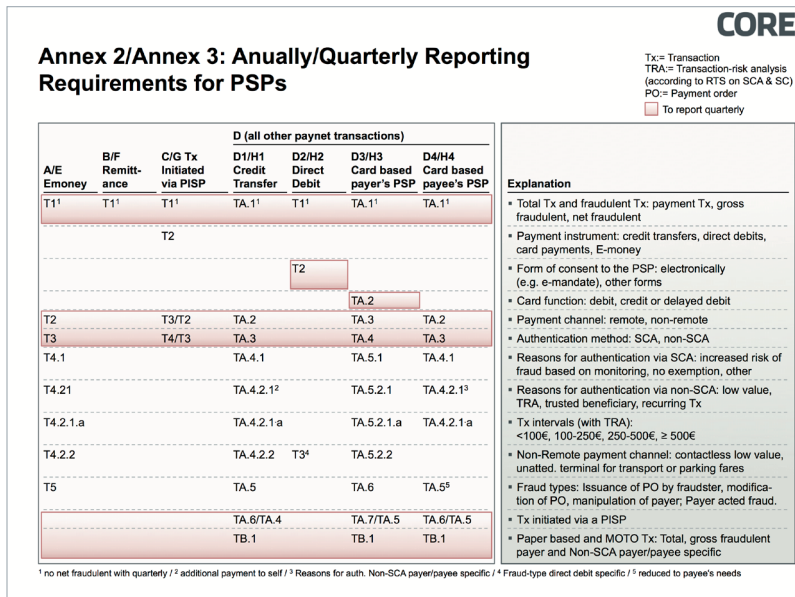 CORE
Annex 2/Annex 3: Anually/Quarterly Reporting
Requirements for PSPs
Tx:= Transaction
TRA:= Transaction-risk analysis
(according to RTS on SCA & SC)
PO:= Payment order
To report quarterly
D (all other paynet transactions)
A/E
Emoney
B/F
Remitt-
ance
C/G Tx
Initiated
via PISP
D1/H1
Credit
Transfer
D2/H2
Direct
Debit
D3/H3
Card based
payer's PSP
D4/H4
Card based
payee's PSP
Explanation
T1¹ T1¹ T1¹ TA.1¹ T1¹ TA.1¹ TA.1¹
▪ Total Tx and fraudulent Tx: payment Tx, gross
fraudulent, net fraudulent
T2
▪ Payment instrument: credit transfers, direct debits,
card payments, E-money
T2
▪ Form of consent to the PSP: electronically
(e.g. e-mandate), other forms
TA.2
▪ Card function: debit, credit or delayed debit
T2 T3/T2 TA.2 TA.3 TA.2
▪ Payment channel: remote, non-remote
T3 T4/T3 TA.3 TA.4 TA.3
▪ Authentication method: SCA, non-SCA
T4.1 TA.4.1 TA.5.1 TA.4.1
▪ Reasons for authentication via SCA: increased risk of
fraud based on monitoring, no exemption, other
T4.21 TA.4.2.1² TA.5.2.1 TA.4.2.1³
▪ Reasons for authentication via non-SCA: low value,
TRA, trusted beneficiary, recurring Tx
T4.2.1.a TA.4.2.1·a TA.5.2.1.a TA.4.2.1·a
▪ Tx intervals (with TRA):
<100€, 100-250€, 250-500€, ≥ 500€
T4.2.2 TA.4.2.2 T3⁴ TA.5.2.2
▪ Non-Remote payment channel: contactless low value,
unatt. terminal for transport or parking fares
T5 TA.5 TA.6 TA.5⁵
▪ Fraud types: Issuance of PO by fraudster, modifica-
tion of PO, manipulation of payer; Payer acted fraud.
TA.6/TA.4 TA.7/TA.5 TA.6/TA.5
▪ Tx initiated via a PISP
TB.1 TB.1 TB.1
▪ Paper based and MOTO Tx: Total, gross fraudulent
payer and Non-SCA payer/payee specific
¹ no net fraudulent with quarterly / ² additional payment to self / ³ Reasons for auth. Non-SCA payer/payee specific / ⁴ Fraud-type direct debit specific / ⁵ reduced to payee's needs